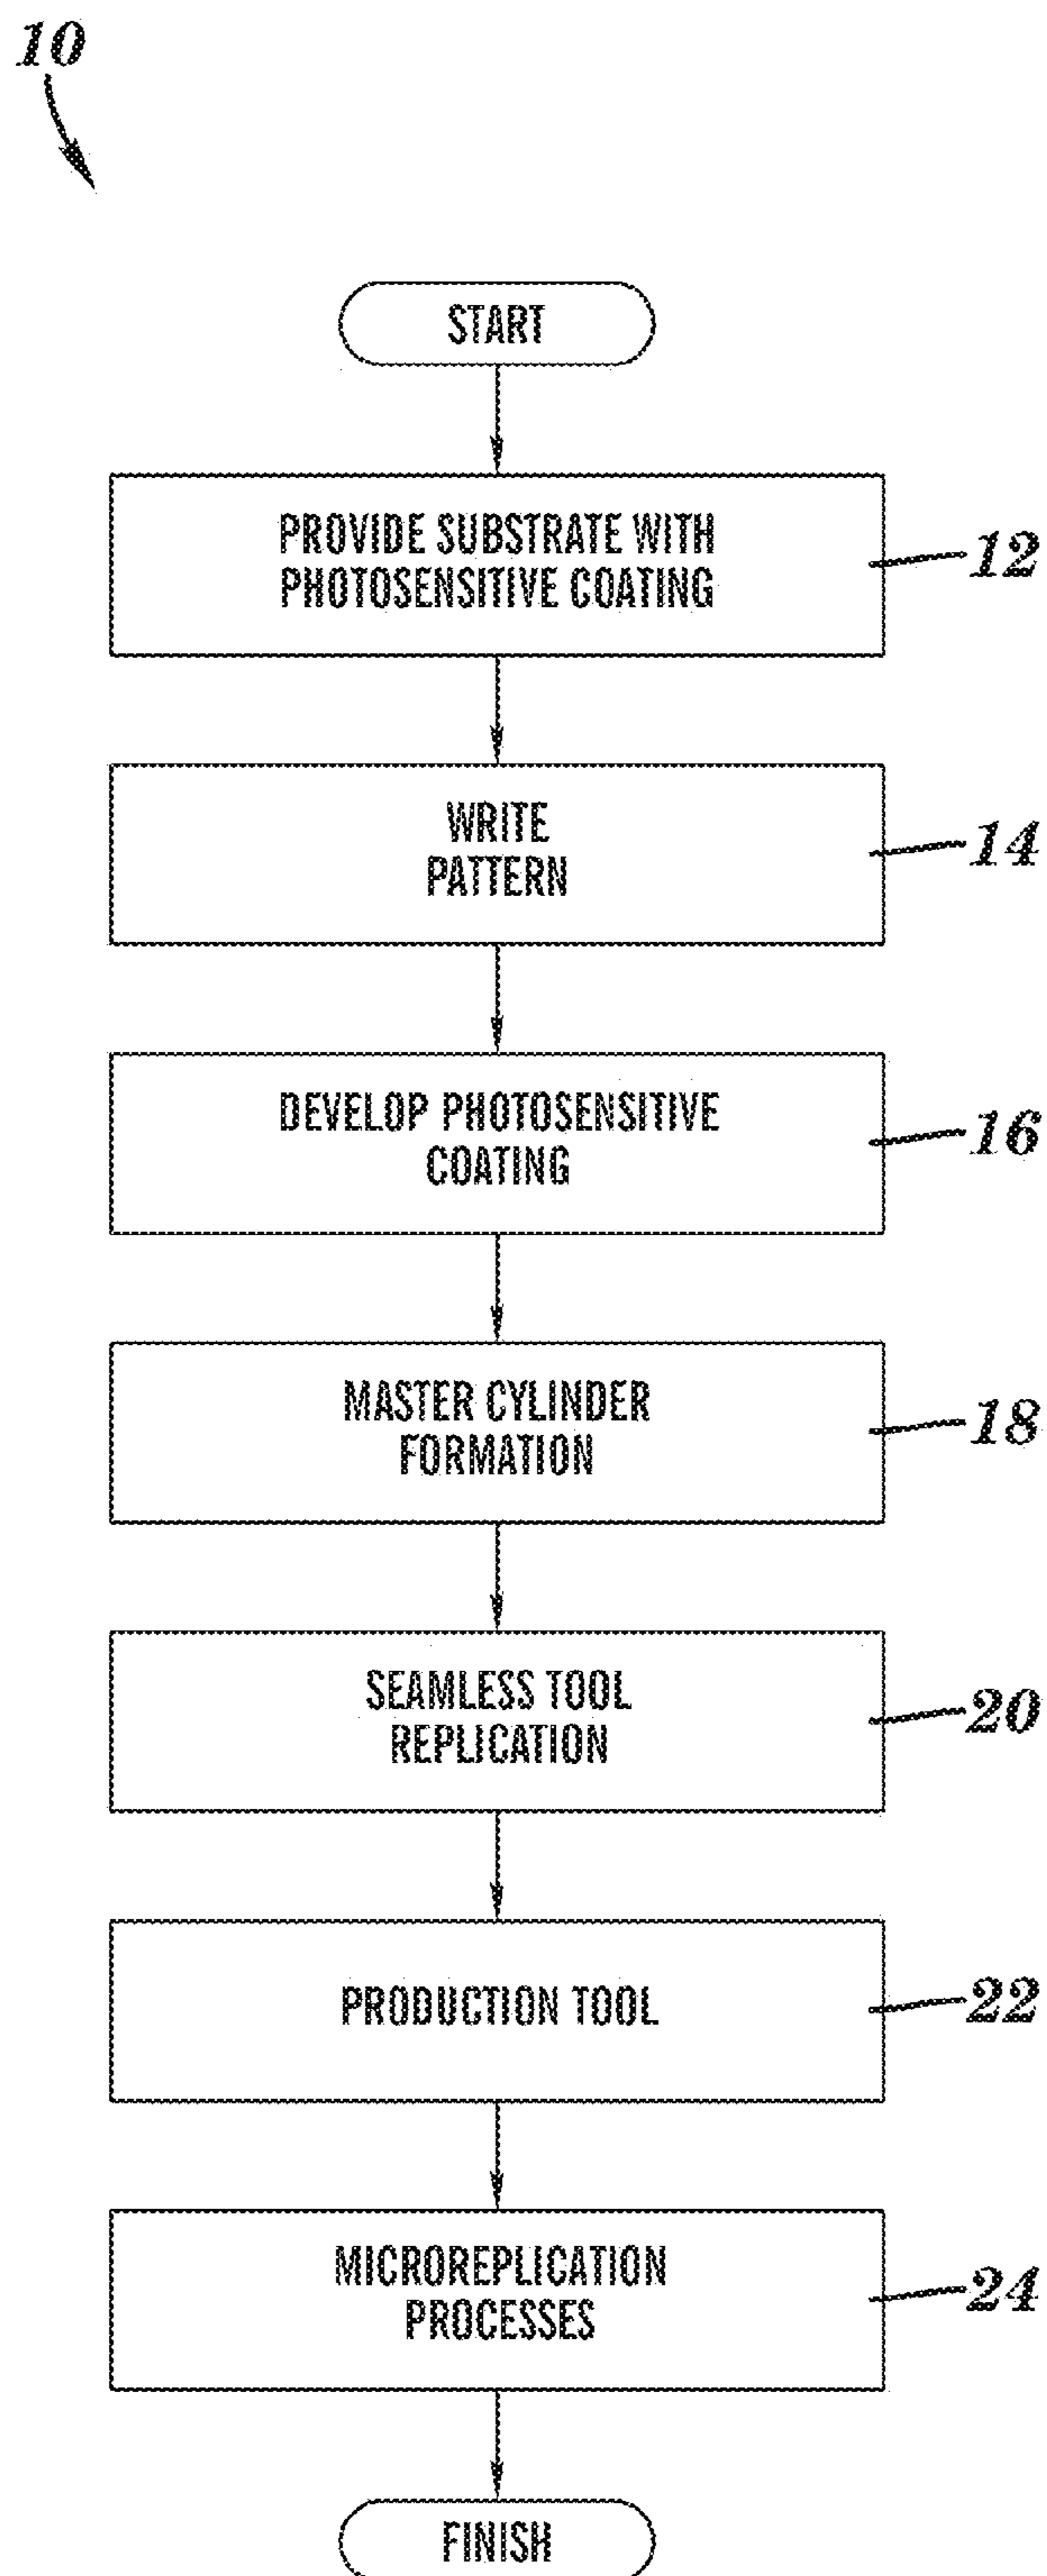 10
START
PROVIDE SUBSTRATE WITH
PHOTOSENSITIVE COATING
12
WRITE
PATTERN
14
DEVELOP PHOTOSENSITIVE
COATING
16
MASTER CYLINDER
FORMATION
18
SEAMLESS TOOL
REPLICATION
20
PRODUCTION TOOL
22
MICROREPLICATION
PROCESSES
24
FINISH